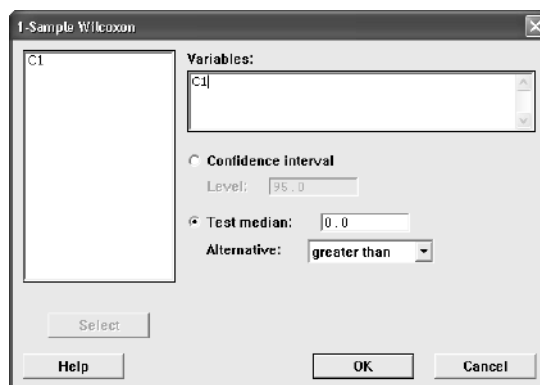 1-Sample Wilcoxon
C1
Variables:
C1
Confidence interval
Level: 95.0
Test median: 0.0
Alternative: greater than
Select
Help
OK
Cancel